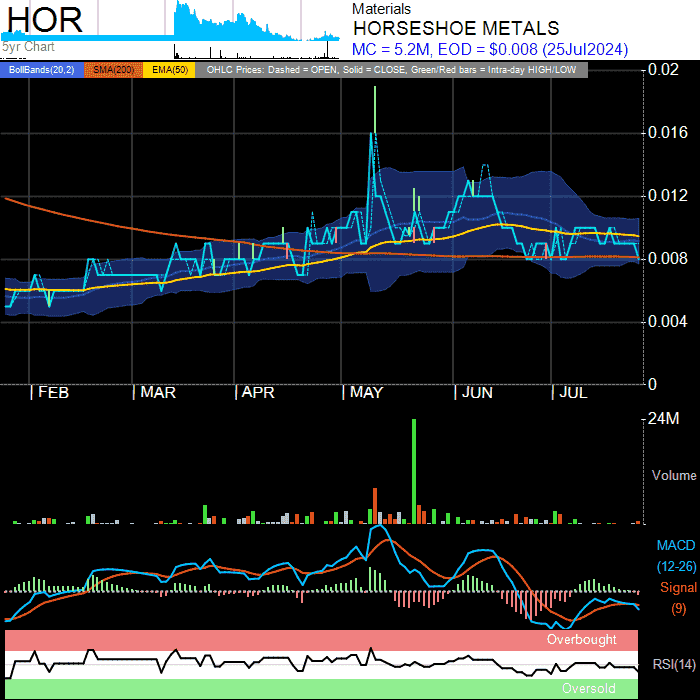 HOR
5yr Chart
Materials
HORSESHOE METALS
MC = 5.2M, EOD = $0.008 (25Jul2024)
BollBands(20,2) SMA(200) EMA(50) OHLC Prices: Dashed = OPEN, Solid = CLOSE, Green/Red bars = Intra-day HIGH/LOW
0.02
0.016
0.012
0.008
0.004
0
| FEB | MAR | APR | MAY | JUN | JUL
24M
Volume
MACD
(12-26)
Signal
(9)
Overbought
RSI(14)
Oversold